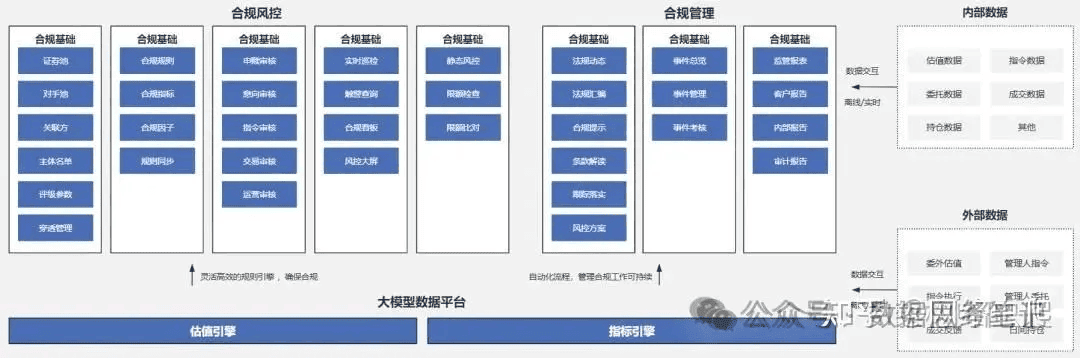 合规风控
合规基础
证券池
对手池
关联方
主体名单
评级参数
穿透管理
合规基础
合规规则
合规指标
合规因子
规则同步
合规基础
申赎审核
意向审核
指令审核
交易审核
运营审核
合规基础
实时巡检
触警查询
合规看板
风控大屏
合规基础
静态风控
限额检查
限额比对
合规管理
合规基础
法规动态
法规汇编
合规提示
条款解读
跟踪落实
风控方案
合规基础
事件总览
事件管理
事件考核
合规基础
监管报表
客户报告
内部报告
审计报告
内部数据
估值数据
指令数据
委托数据
成交数据
持仓数据
其他
数据交互
离线/实时
外部数据
委外估值
管理人指令
指令执行
管理人委托
成交反馈
日间持仓
数据交互
灵活高效的规则引擎，确保合规
自动化流程，管理合规工作可持续
大模型数据平台
估值引擎
指标引擎
公众号
数据网络笔记